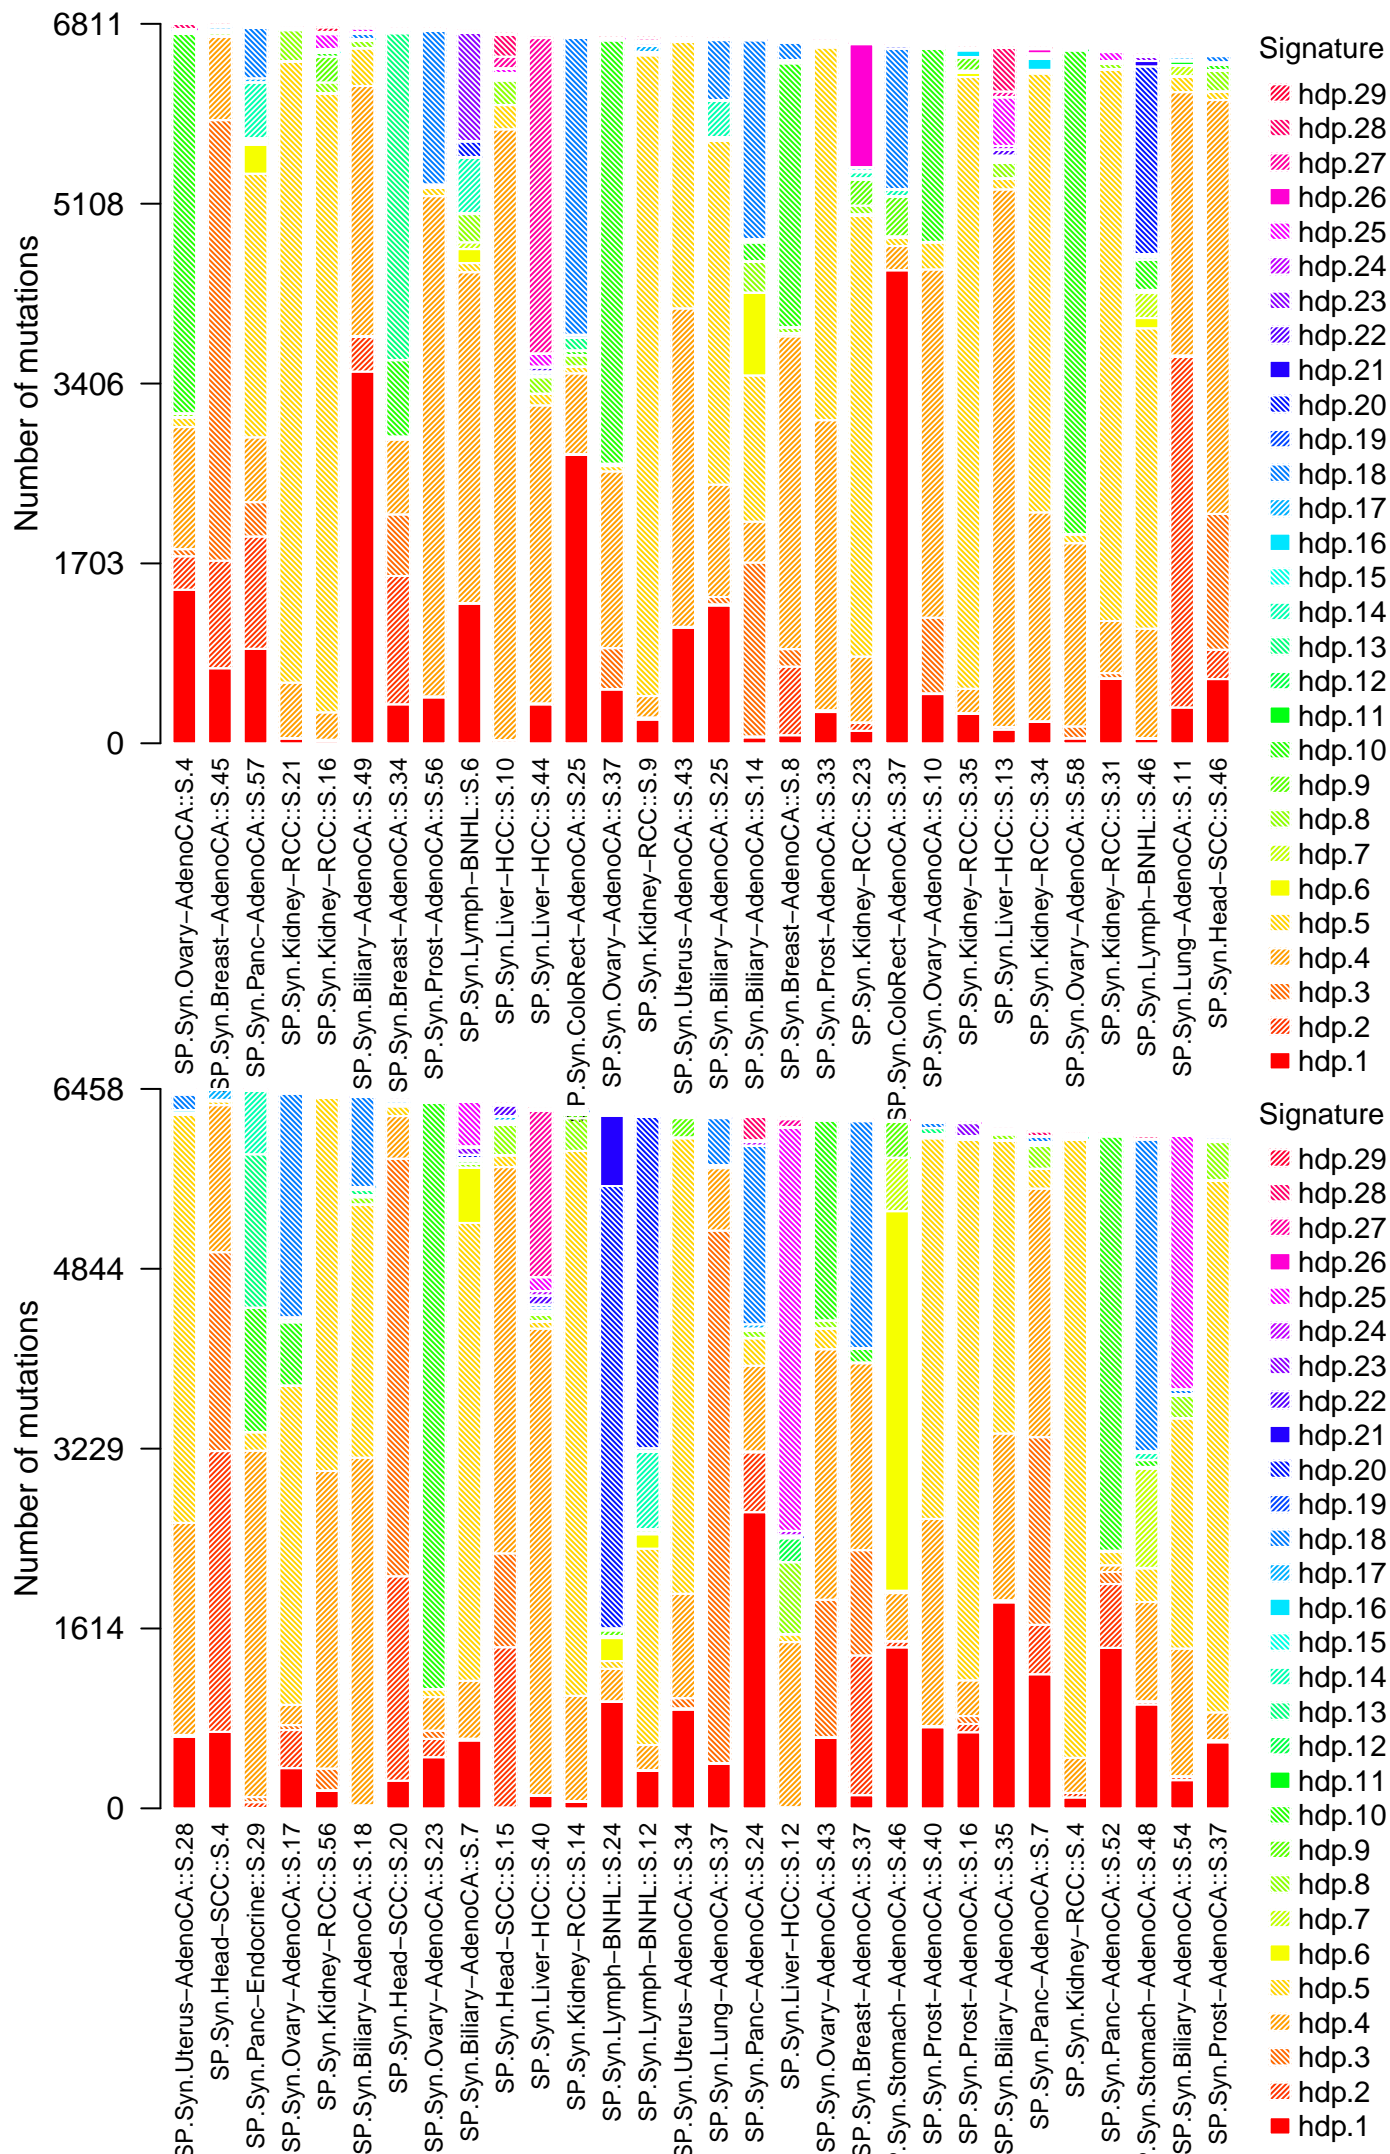 Number of mutations
6811
5108
3406
1703
0
SP.Syn.Ovary−AdenoCA::S.4
SP.Syn.Breast−AdenoCA::S.45
SP.Syn.Panc−AdenoCA::S.57
SP.Syn.Kidney−RCC::S.21
SP.Syn.Kidney−RCC::S.16
SP.Syn.Biliary−AdenoCA::S.49
SP.Syn.Breast−AdenoCA::S.34
SP.Syn.Prost−AdenoCA::S.56
SP.Syn.Lymph−BNHL::S.6
SP.Syn.Liver−HCC::S.10
SP.Syn.Liver−HCC::S.44
P.Syn.ColoRect−AdenoCA::S.25
SP.Syn.Ovary−AdenoCA::S.37
SP.Syn.Kidney−RCC::S.9
SP.Syn.Uterus−AdenoCA::S.43
SP.Syn.Biliary−AdenoCA::S.25
SP.Syn.Biliary−AdenoCA::S.14
SP.Syn.Breast−AdenoCA::S.8
SP.Syn.Prost−AdenoCA::S.33
SP.Syn.Kidney−RCC::S.23
SP.Syn.ColoRect−AdenoCA::S.37
SP.Syn.Ovary−AdenoCA::S.10
SP.Syn.Kidney−RCC::S.35
SP.Syn.Liver−HCC::S.13
SP.Syn.Kidney−RCC::S.34
SP.Syn.Ovary−AdenoCA::S.58
SP.Syn.Kidney−RCC::S.31
SP.Syn.Lymph−BNHL::S.46
SP.Syn.Lung−AdenoCA::S.11
SP.Syn.Head−SCC::S.46
Signature
hdp.29
hdp.28
hdp.27
hdp.26
hdp.25
hdp.24
hdp.23
hdp.22
hdp.21
hdp.20
hdp.19
hdp.18
hdp.17
hdp.16
hdp.15
hdp.14
hdp.13
hdp.12
hdp.11
hdp.10
hdp.9
hdp.8
hdp.7
hdp.6
hdp.5
hdp.4
hdp.3
hdp.2
hdp.1
Number of mutations
6458
4844
3229
1614
0
SP.Syn.Uterus−AdenoCA::S.28
SP.Syn.Head−SCC::S.4
SP.Syn.Panc−Endocrine::S.29
SP.Syn.Ovary−AdenoCA::S.17
SP.Syn.Kidney−RCC::S.56
SP.Syn.Biliary−AdenoCA::S.18
SP.Syn.Head−SCC::S.20
SP.Syn.Ovary−AdenoCA::S.23
SP.Syn.Biliary−AdenoCA::S.7
SP.Syn.Head−SCC::S.15
SP.Syn.Liver−HCC::S.40
SP.Syn.Kidney−RCC::S.14
SP.Syn.Lymph−BNHL::S.24
SP.Syn.Lymph−BNHL::S.12
SP.Syn.Uterus−AdenoCA::S.34
SP.Syn.Lung−AdenoCA::S.37
SP.Syn.Panc−AdenoCA::S.24
SP.Syn.Liver−HCC::S.12
SP.Syn.Ovary−AdenoCA::S.43
SP.Syn.Breast−AdenoCA::S.37
P.Syn.Stomach−AdenoCA::S.46
SP.Syn.Prost−AdenoCA::S.40
SP.Syn.Prost−AdenoCA::S.16
SP.Syn.Biliary−AdenoCA::S.35
SP.Syn.Panc−AdenoCA::S.7
SP.Syn.Kidney−RCC::S.4
SP.Syn.Panc−AdenoCA::S.52
P.Syn.Stomach−AdenoCA::S.48
SP.Syn.Biliary−AdenoCA::S.54
SP.Syn.Prost−AdenoCA::S.37
Signature
hdp.29
hdp.28
hdp.27
hdp.26
hdp.25
hdp.24
hdp.23
hdp.22
hdp.21
hdp.20
hdp.19
hdp.18
hdp.17
hdp.16
hdp.15
hdp.14
hdp.13
hdp.12
hdp.11
hdp.10
hdp.9
hdp.8
hdp.7
hdp.6
hdp.5
hdp.4
hdp.3
hdp.2
hdp.1